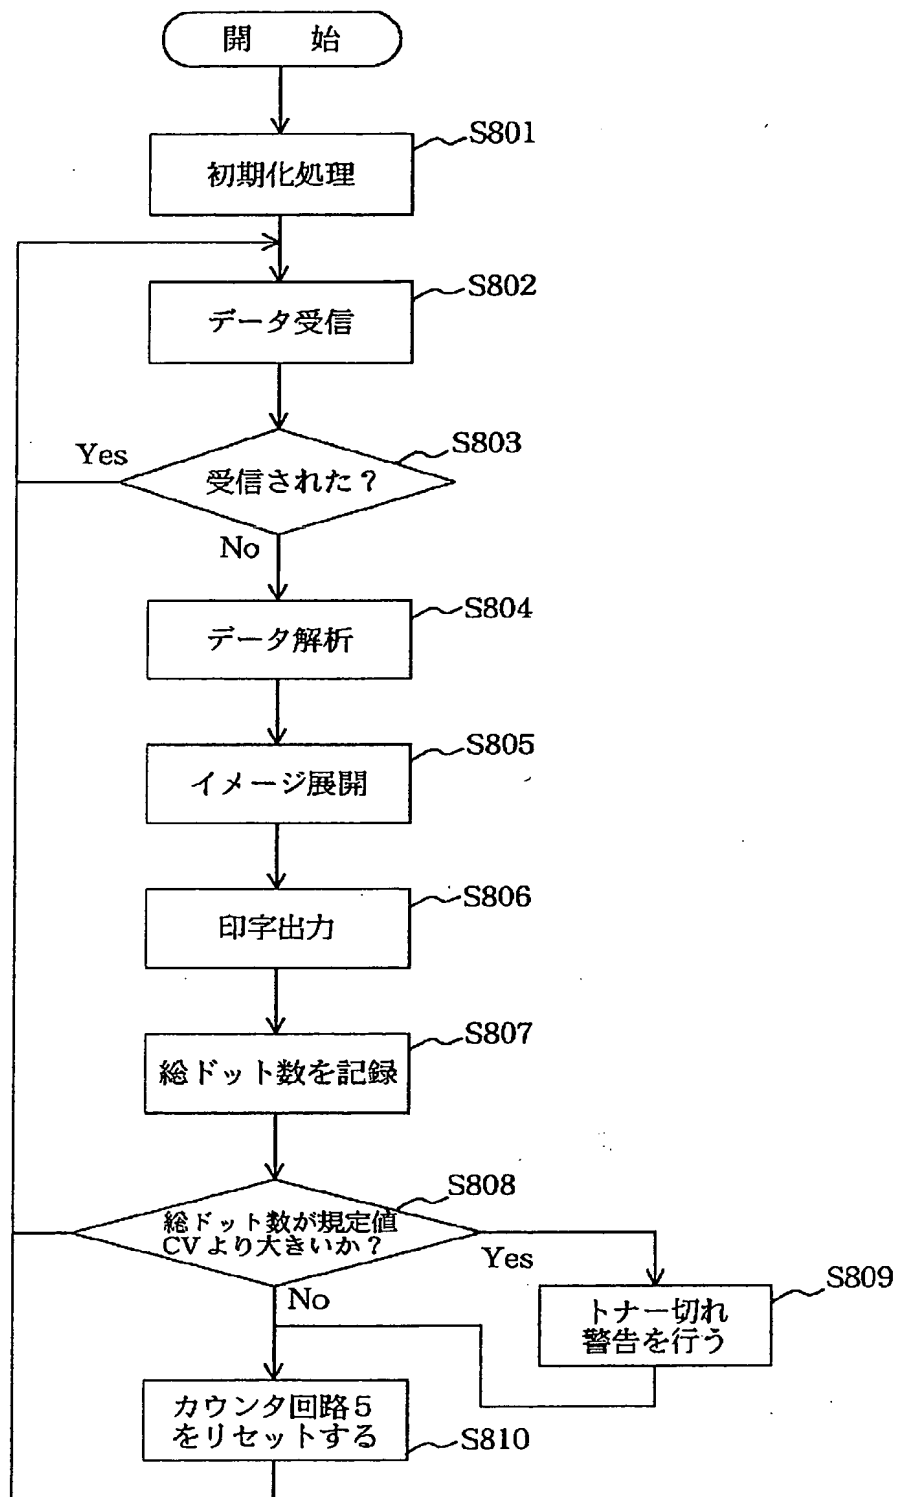 開 始
S801
初期化処理
S802
データ受信
S803
Yes
受信された？
No
S804
データ解析
S805
イメージ展開
S806
印字出力
S807
総ドット数を記録
S808
総ドット数が規定値
CVより大きいか？
Yes
No
S809
トナー切れ
警告を行う
カウンタ回路5
をリセットする
S810